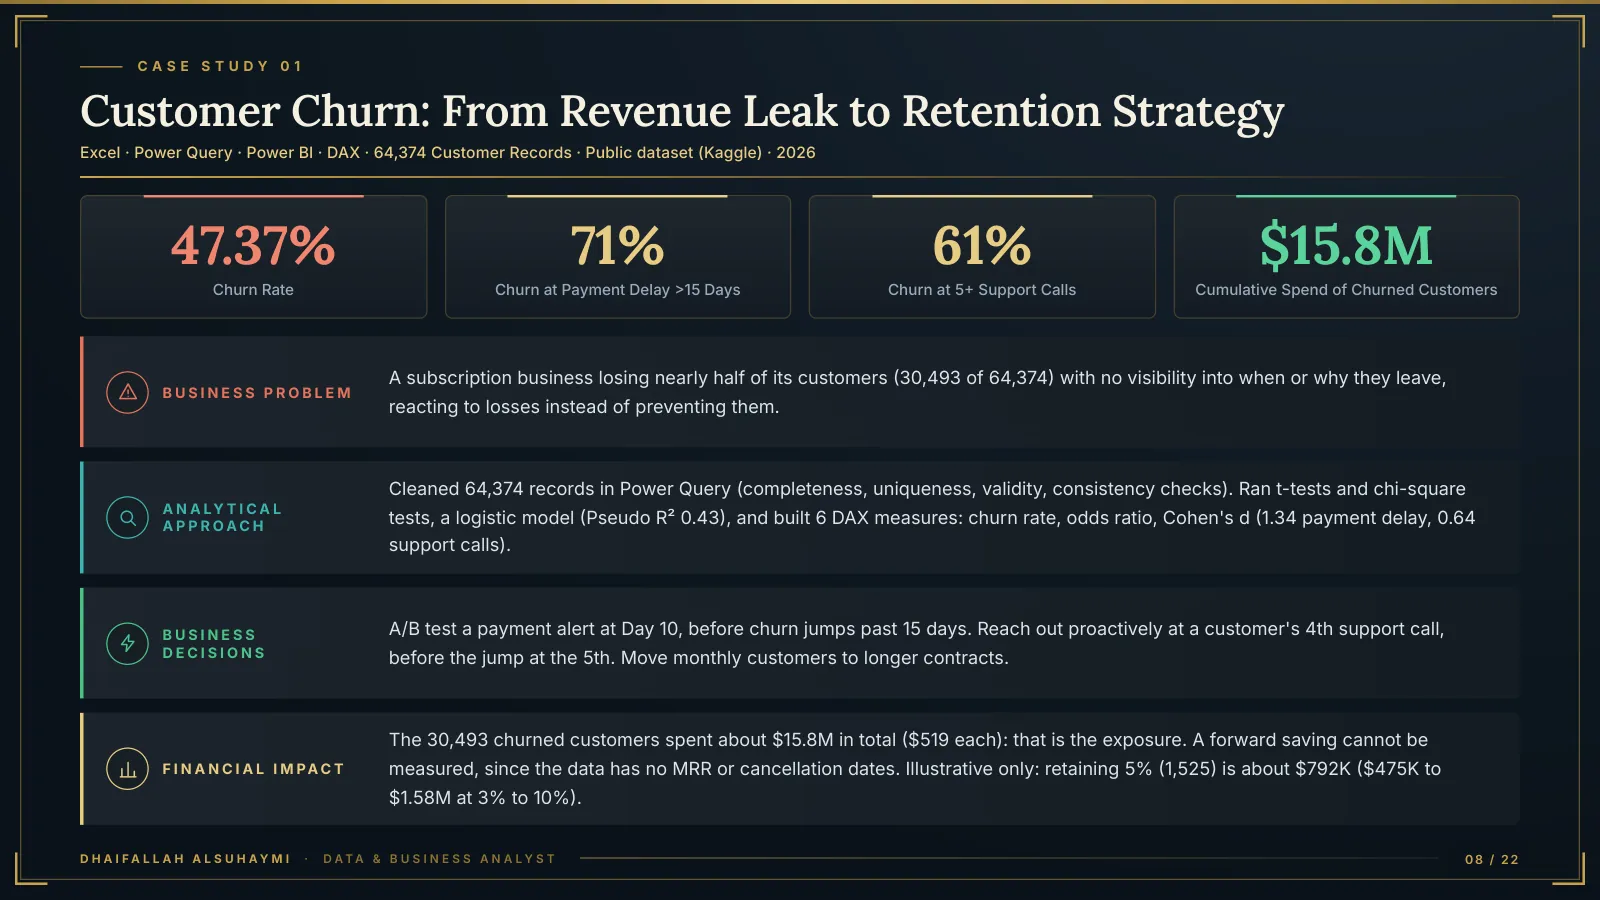 CASE STUDY 01
Customer Churn: From Revenue Leak to Retention Strategy
Excel · Power Query · Power BI · DAX · 64,374 Customer Records · Public dataset (Kaggle) · 2026
47.37%
Churn Rate
71%
Churn at Payment Delay >15 Days
61%
Churn at 5+ Support Calls
$15.8M
Cumulative Spend of Churned Customers
BUSINESS PROBLEM
A subscription business losing nearly half of its customers (30,493 of 64,374) with no visibility into when or why they leave,
reacting to losses instead of preventing them.
ANALYTICAL
APPROACH
Cleaned 64,374 records in Power Query (completeness, uniqueness, validity, consistency checks). Ran t-tests and chi-square
tests, a logistic model (Pseudo R² 0.43), and built 6 DAX measures: churn rate, odds ratio, Cohen's d (1.34 payment delay, 0.64
support calls).
BUSINESS
DECISIONS
A/B test a payment alert at Day 10, before churn jumps past 15 days. Reach out proactively at a customer's 4th support call,
before the jump at the 5th. Move monthly customers to longer contracts.
FINANCIAL IMPACT
The 30,493 churned customers spent about $15.8M in total ($519 each): that is the exposure. A forward saving cannot be
measured, since the data has no MRR or cancellation dates. Illustrative only: retaining 5% (1,525) is about $792K ($475K to
$1.58M at 3% to 10%).
DHAIFALLAH ALSUHAYMI · DATA & BUSINESS ANALYST
08 / 22